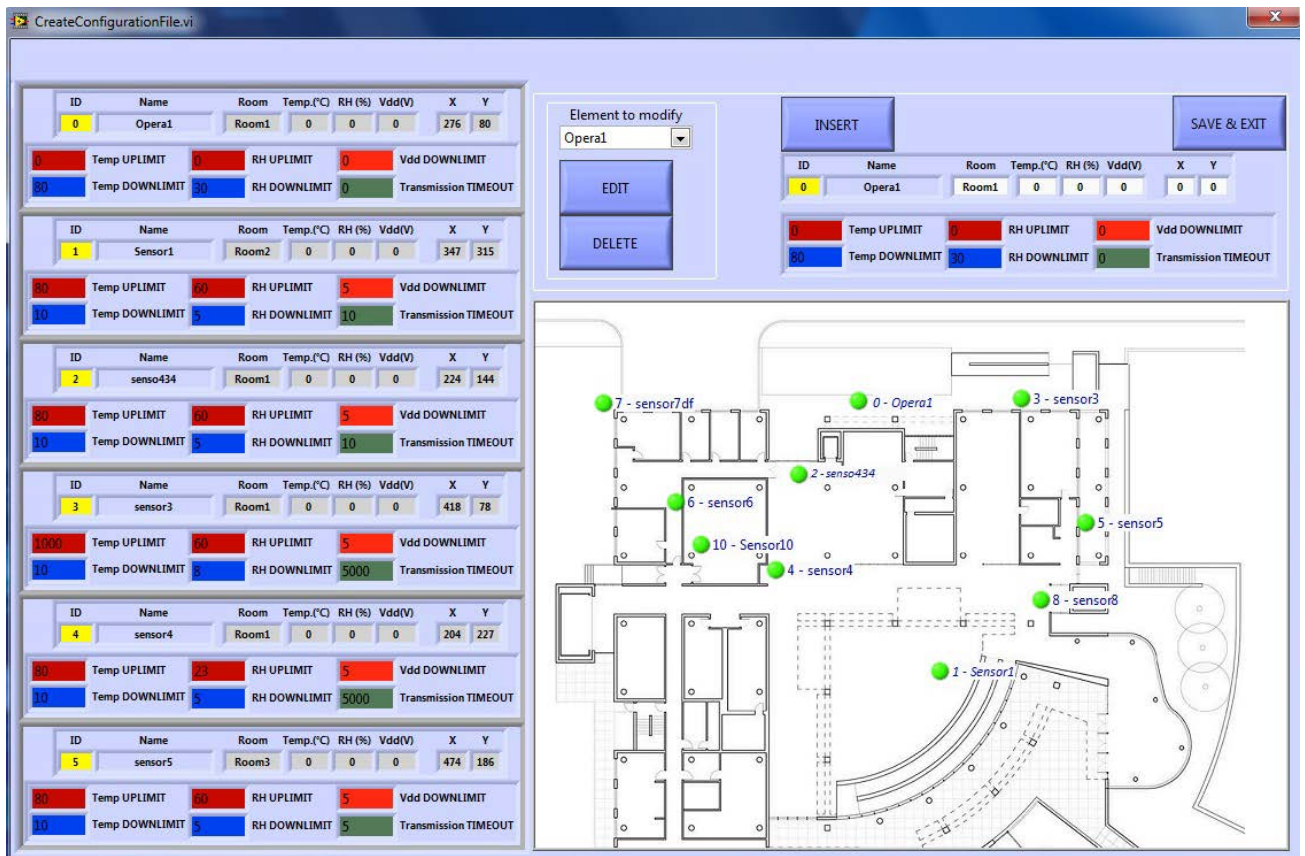 CreateConfigurationFile.vi
X
ID Name Room Temp.(°C) RH (%) Vdd(V) X Y
0 Opera1 Room1 0 0 0 276 80
0 Temp UPLIMIT 0 RH UPLIMIT 0 Vdd DOWNLIMIT
80 Temp DOWNLIMIT 30 RH DOWNLIMIT 0 Transmission TIMEOUT
ID Name Room Temp.(°C) RH (%) Vdd(V) X Y
1 Sensor1 Room2 0 0 0 347 315
80 Temp UPLIMIT 60 RH UPLIMIT 5 Vdd DOWNLIMIT
10 Temp DOWNLIMIT 5 RH DOWNLIMIT 10 Transmission TIMEOUT
ID Name Room Temp.(°C) RH (%) Vdd(V) X Y
2 senso434 Room1 0 0 0 224 144
80 Temp UPLIMIT 60 RH UPLIMIT 5 Vdd DOWNLIMIT
10 Temp DOWNLIMIT 5 RH DOWNLIMIT 10 Transmission TIMEOUT
ID Name Room Temp.(°C) RH (%) Vdd(V) X Y
3 sensor3 Room1 0 0 0 418 78
1000 Temp UPLIMIT 60 RH UPLIMIT 5 Vdd DOWNLIMIT
10 Temp DOWNLIMIT 8 RH DOWNLIMIT 5000 Transmission TIMEOUT
ID Name Room Temp.(°C) RH (%) Vdd(V) X Y
4 sensor4 Room1 0 0 0 204 227
80 Temp UPLIMIT 23 RH UPLIMIT 5 Vdd DOWNLIMIT
10 Temp DOWNLIMIT 5 RH DOWNLIMIT 5000 Transmission TIMEOUT
ID Name Room Temp.(°C) RH (%) Vdd(V) X Y
5 sensor5 Room3 0 0 0 474 186
80 Temp UPLIMIT 60 RH UPLIMIT 5 Vdd DOWNLIMIT
10 Temp DOWNLIMIT 5 RH DOWNLIMIT 5 Transmission TIMEOUT
Element to modify
Opera1
EDIT
DELETE
INSERT
SAVE & EXIT
ID Name Room Temp.(°C) RH (%) Vdd(V) X Y
0 Opera1 Room1 0 0 0 0 0
0 Temp UPLIMIT 0 RH UPLIMIT 0 Vdd DOWNLIMIT
80 Temp DOWNLIMIT 30 RH DOWNLIMIT 0 Transmission TIMEOUT
7 - sensor7df
0 - Opera1
3 - sensor3
2 - senso434
6 - sensor6
5 - sensor5
10 - Sensor10
4 - sensor4
8 - sensor8
1 - Sensor1